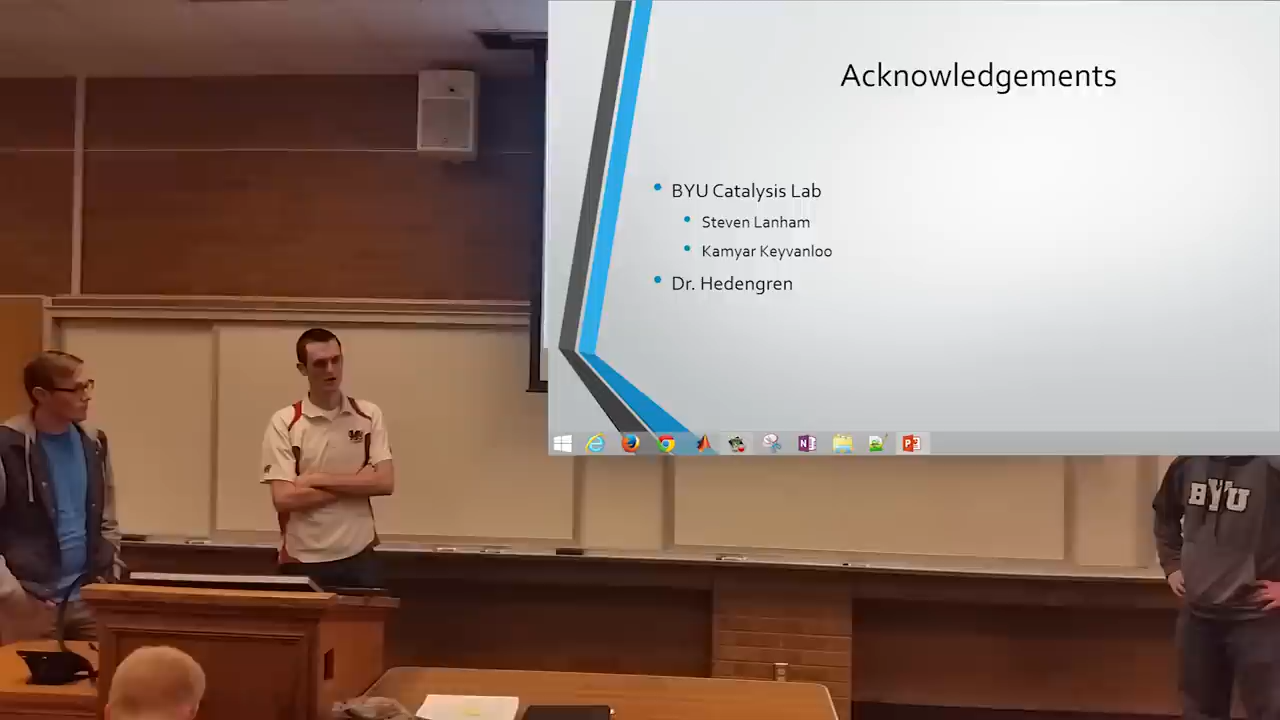 Acknowledgements
BYU Catalysis Lab
Steven Lanham
Kamyar Keyvanloo
Dr. Hedengren
BYU